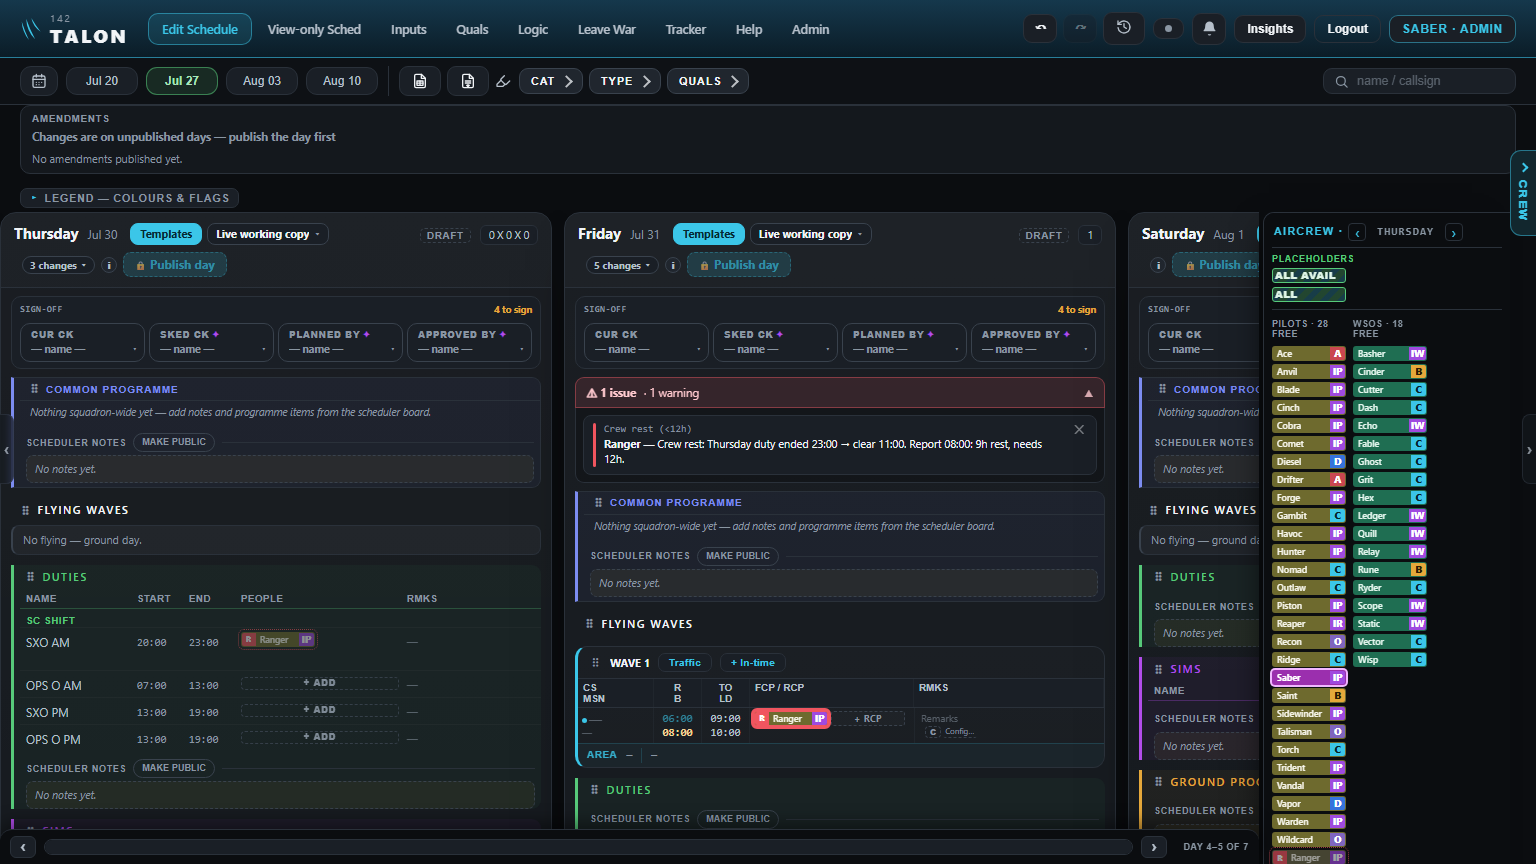 142
TALON
Edit Schedule
View-only Sched
Inputs
Quals
Logic
Leave War
Tracker
Help
Admin
Insights
Logout
SABER · ADMIN
Jul 20
Jul 27
Aug 03
Aug 10
CAT
TYPE
QUALS
name / callsign
AMENDMENTS
Changes are on unpublished days — publish the day first
No amendments published yet.
LEGEND — COLOURS & FLAGS
CREW
Thursday Jul 30
Templates
Live working copy
DRAFT
0X0X0
3 changes
i
Publish day
SIGN-OFF
4 to sign
CUR CK
— name —
SKED CK
— name —
PLANNED BY
— name —
APPROVED BY
— name —
COMMON PROGRAMME
Nothing squadron-wide yet — add notes and programme items from the scheduler board.
SCHEDULER NOTES
MAKE PUBLIC
No notes yet.
FLYING WAVES
No flying — ground day.
DUTIES
NAME START END PEOPLE RMKS
SC SHIFT
SXO AM 20:00 23:00 R Ranger IP —
OPS O AM 07:00 13:00 + ADD —
SXO PM 13:00 19:00 + ADD —
OPS O PM 13:00 19:00 + ADD —
SCHEDULER NOTES
MAKE PUBLIC
No notes yet.
SIMS
Friday Jul 31
Templates
Live working copy
DRAFT
1
5 changes
i
Publish day
SIGN-OFF
4 to sign
CUR CK
— name —
SKED CK
— name —
PLANNED BY
— name —
APPROVED BY
— name —
1 issue · 1 warning
Crew rest (<12h)
Ranger — Crew rest: Thursday duty ended 23:00 → clear 11:00. Report 08:00: 9h rest, needs
12h.
COMMON PROGRAMME
Nothing squadron-wide yet — add notes and programme items from the scheduler board.
SCHEDULER NOTES
MAKE PUBLIC
No notes yet.
FLYING WAVES
WAVE 1
Traffic
+ In-time
CS R TO FCP / RCP RMKS
MSN B LD
— 06:00 09:00 R Ranger IP + RCP Remarks
— 08:00 10:00 C Config...
AREA — —
DUTIES
SCHEDULER NOTES
MAKE PUBLIC
Saturday Aug 1
i
Publish day
SIGN-OFF
CUR CK
— name —
COMMON PROG
Nothing squadron-wi
SCHEDULER NOTES
No notes yet.
FLYING WAVES
No flying — ground da
DUTIES
SCHEDULER NOTES
No notes yet.
SIMS
NAME
SCHEDULER NOTES
No notes yet.
GROUND PROG
SCHEDULER NOTES
AIRCREW ·
THURSDAY
PLACEHOLDERS
ALL AVAIL
ALL
PILOTS · 28
FREE
WSOS · 18
FREE
Ace A
Anvil IP
Blade IP
Cinch IP
Cobra IP
Comet IP
Diesel D
Drifter A
Forge IP
Gambit C
Havoc IP
Hunter IP
Nomad C
Outlaw C
Piston IP
Reaper IR
Recon O
Ridge C
Saber IP
Saint B
Sidewinder IP
Talisman O
Torch C
Trident IP
Vandal IP
Vapor D
Warden IP
Wildcard O
R Ranger IP
Basher IW
Cinder B
Cutter C
Dash C
Echo IW
Fable C
Ghost C
Grit C
Hex C
Ledger IW
Quill IW
Relay IW
Rune B
Ryder C
Scope IW
Static IW
Vector C
Wisp C
DAY 4–5 OF 7